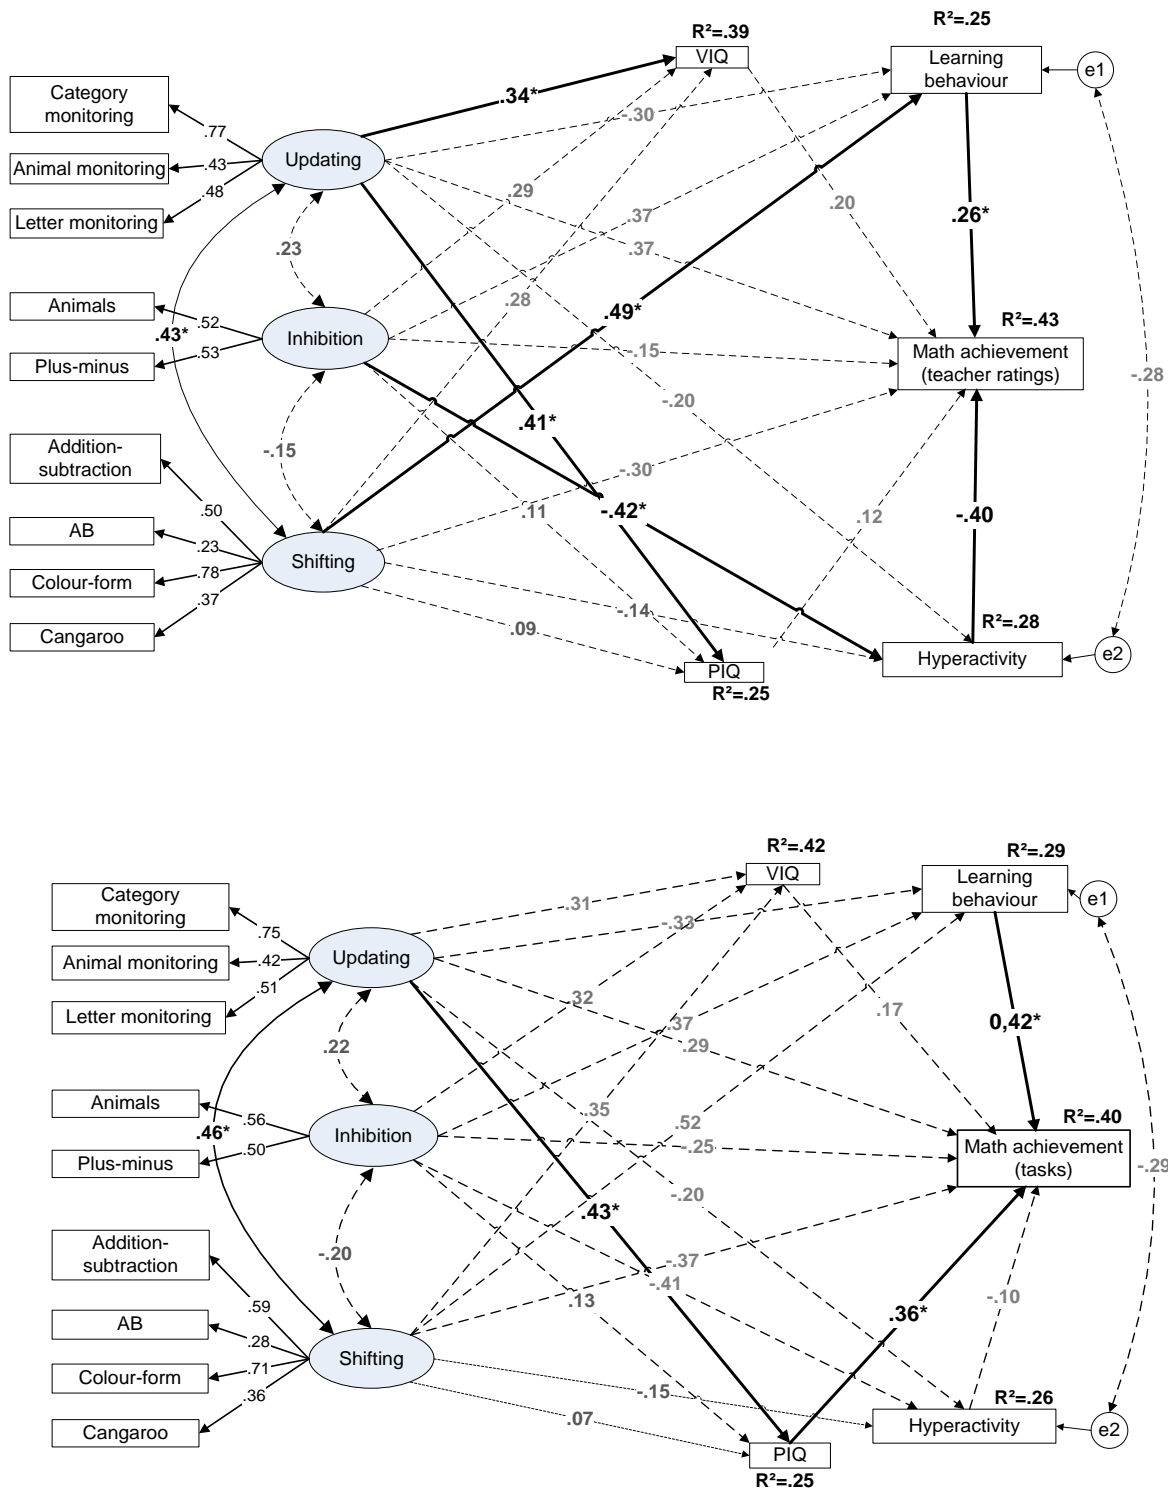 R²=.25
R²=.39
VIQ
Learning
behaviour
e1
Category
monitoring
.34*
-.30
.77
Updating
Animal monitoring
.43
.48
.29
.20
Letter monitoring
.37
.26*
.37
.23
.28
Animals
.52
.49*
R²=.43
.43*
Inhibition
Plus-minus
.53
-.15
Math achievement
(teacher ratings)
-.28
-.20
.41*
Addition-
subtraction
-.15
-.30
.50
-.42*
.11
.12
-.40
AB
.23
Shifting
Colour-form
.78
.37
-.14
.09
R²=.28
Cangaroo
Hyperactivity
e2
PIQ
R²=.25
R²=.42
R²=.29
VIQ
Learning
behaviour
e1
Category
monitoring
.31
-.33
.75
Updating
Animal monitoring
.42
.51
.32
.17
Letter monitoring
.37
0,42*
.29
.22
Animals
.56
.35
.52
R²=.40
.46*
Inhibition
-.25
Math achievement
(tasks)
Plus-minus
.50
-.29
-.20
.43*
Addition-
subtraction
-.20
-.37
-.41
.13
-.10
.59
.36*
AB
.28
Shifting
Colour-form
.71
.36
-.15
R²=.26
.07
Cangaroo
Hyperactivity
e2
PIQ
R²=.25